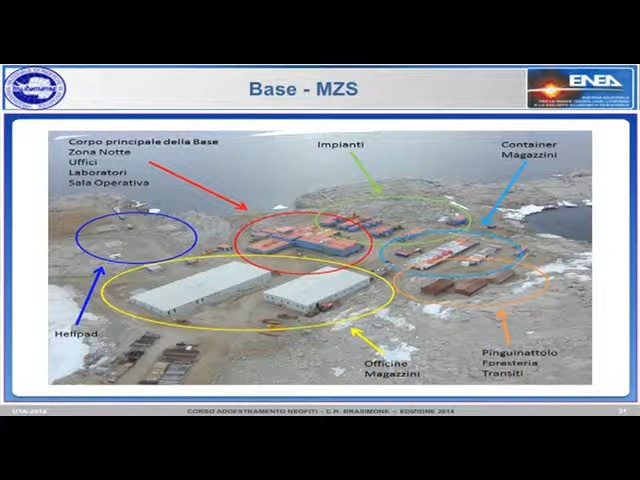 Base - MZS
ENEA
Corpo principale della Base
Zona Notte
Uffici
Laboratori
Sala Operativa
Impianti
Container
Magazzini
Helipad
Officine
Magazzini
Pinguinattolo
Foresteria
Transiti
UTA-2014
CORSO ADDESTRAMENTO NEOFITI – C.R. BRASIMONE – EDIZIONE 2014
31